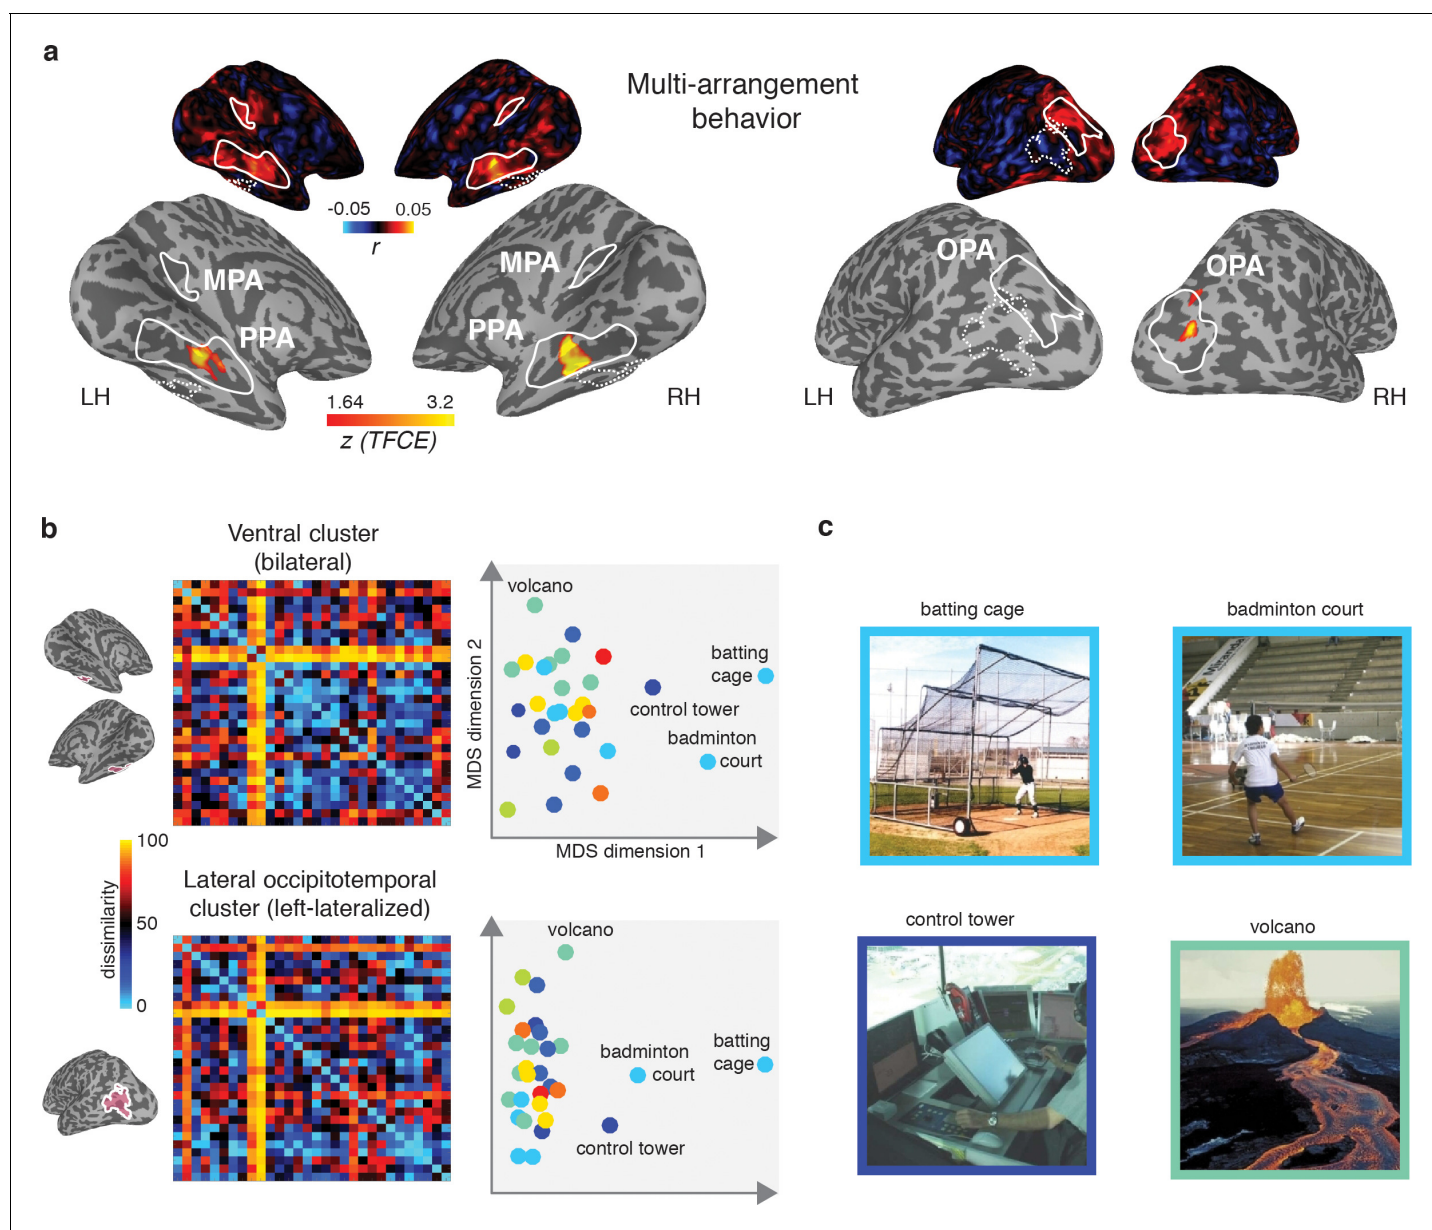 a
Multi-arrangement
behavior
-0.05 0.05
r
MPA
PPA
MPA
PPA
OPA
OPA
LH
RH
LH
RH
1.64 3.2
z (TFCE)
b
Ventral cluster
(bilateral)
volcano
batting
cage
control tower
badminton
court
MDS dimension 2
MDS dimension 1
100
50
0
dissimilarity
Lateral occipitotemporal
cluster (left-lateralized)
volcano
badminton
court
batting
cage
control tower
c
batting cage
badminton court
control tower
volcano